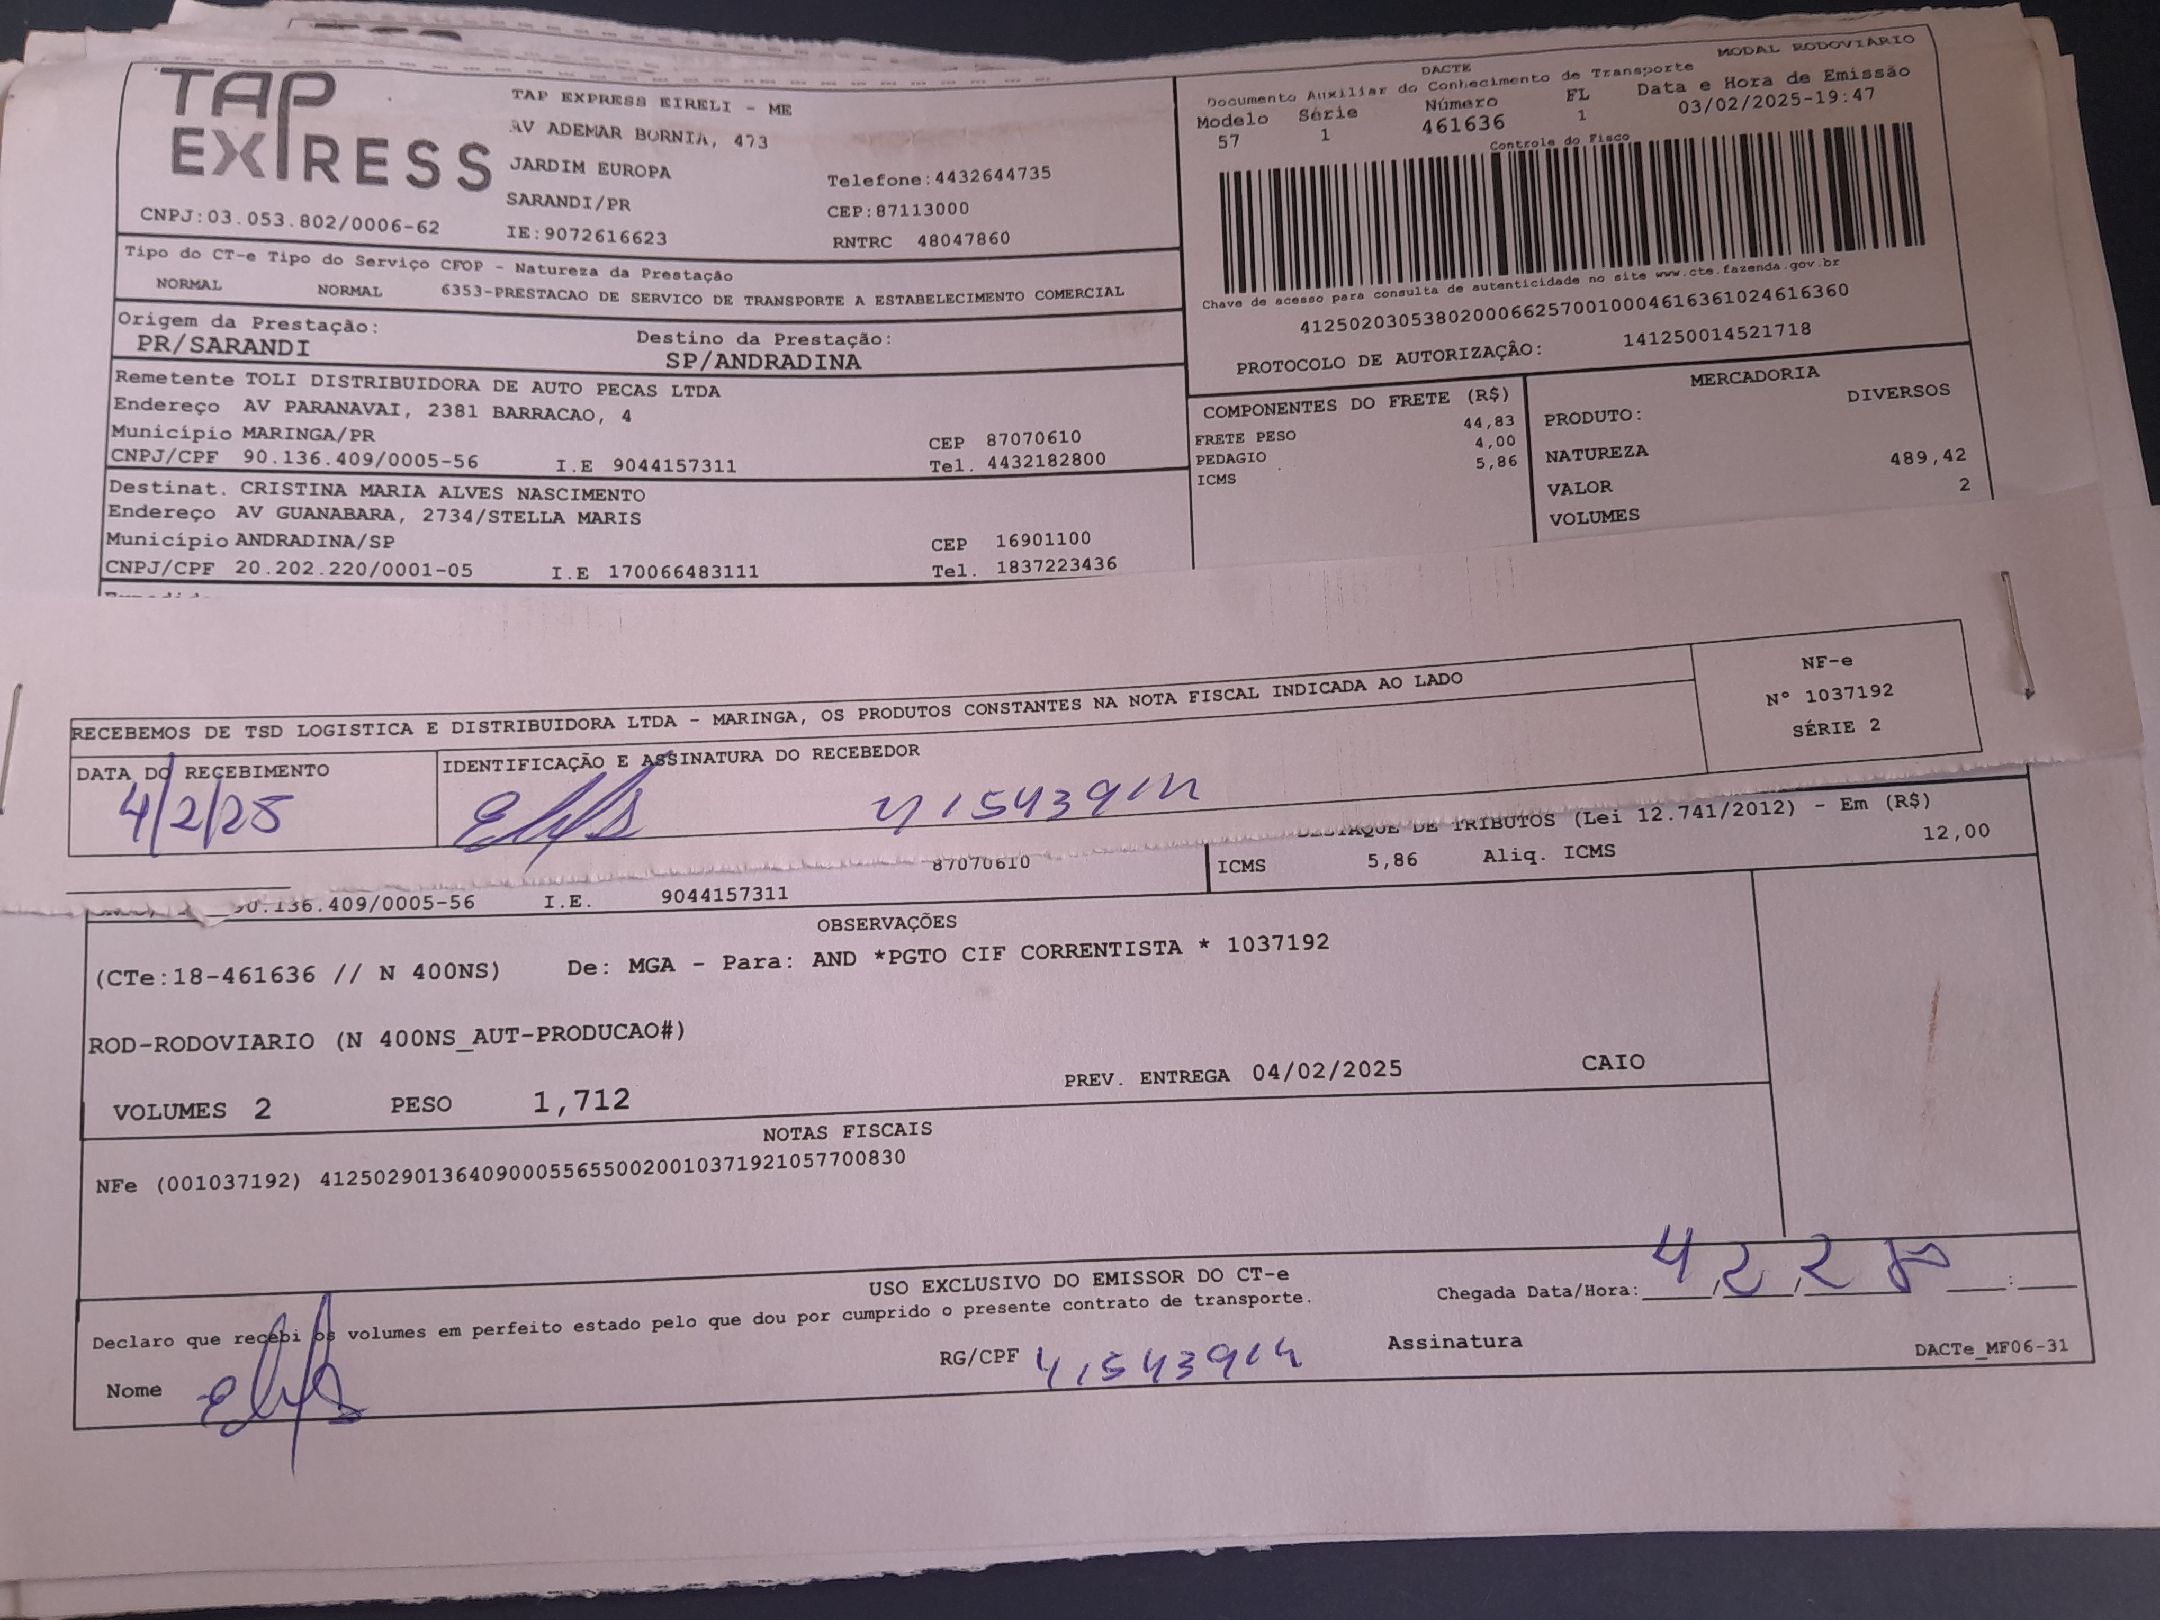 TAP
EXPRESS
CNPJ:03.053.802/0006-62
TAP EXPRESS EIRELI - ME
AV ADEMAR BORNIA, 473
JARDIM EUROPA
Telefone:4432644735
SARANDI/PR
CEP:87113000
IE:9072616623
RNTRC 48047860
MODAL RODOVIÁRIO
DACTE
Documento Auxiliar do Conhecimento de Transporte
Modelo Série Número FL Data e Hora de Emissão
57 1 461636 1 03/02/2025-19:47
Controle do Fisco
Chave de acesso para consulta de autenticidade no site www.cte.fazenda.gov.br
41250203053802000662570010004616361024616360
PROTOCOLO DE AUTORIZAÇÃO: 141250014521718
Tipo do CT-e Tipo do Serviço CFOP - Natureza da Prestação
NORMAL NORMAL 6353-PRESTACAO DE SERVICO DE TRANSPORTE A ESTABELECIMENTO COMERCIAL
Origem da Prestação: Destino da Prestação:
PR/SARANDI SP/ANDRADINA
Remetente TOLI DISTRIBUIDORA DE AUTO PECAS LTDA
Endereço AV PARANAVAI, 2381 BARRACAO, 4
Município MARINGA/PR CEP 87070610
CNPJ/CPF 90.136.409/0005-56 I.E 9044157311 Tel. 4432182800
Destinat. CRISTINA MARIA ALVES NASCIMENTO
Endereço AV GUANABARA, 2734/STELLA MARIS
Município ANDRADINA/SP CEP 16901100
CNPJ/CPF 20.202.220/0001-05 I.E 170066483111 Tel. 1837223436
COMPONENTES DO FRETE (R$)
FRETE PESO 44,83
PEDAGIO 4,00
ICMS 5,86
MERCADORIA
PRODUTO: DIVERSOS
NATUREZA
VALOR 489,42
VOLUMES 2
RECEBEMOS DE TSD LOGISTICA E DISTRIBUIDORA LTDA - MARINGA, OS PRODUTOS CONSTANTES NA NOTA FISCAL INDICADA AO LADO
NF-e
N° 1037192
SÉRIE 2
DATA DO RECEBIMENTO
4/2/25
IDENTIFICAÇÃO E ASSINATURA DO RECEBEDOR
DESTAQUE DE TRIBUTOS (Lei 12.741/2012) - Em (R$)
87070610
ICMS 5,86 Aliq. ICMS 12,00
90.136.409/0005-56 I.E. 9044157311
OBSERVAÇÕES
(CTe:18-461636 // N 400NS) De: MGA - Para: AND *PGTO CIF CORRENTISTA * 1037192
ROD-RODOVIARIO (N 400NS_AUT-PRODUCAO#)
VOLUMES 2 PESO 1,712 PREV. ENTREGA 04/02/2025 CAIO
NOTAS FISCAIS
NFe (001037192) 41250290136409000556550020010371921057700830
USO EXCLUSIVO DO EMISSOR DO CT-e
Declaro que recebi os volumes em perfeito estado pelo que dou por cumprido o presente contrato de transporte.
Chegada Data/Hora: 4 / 2 / 2
Nome
RG/CPF
Assinatura
DACTe_MF06-31